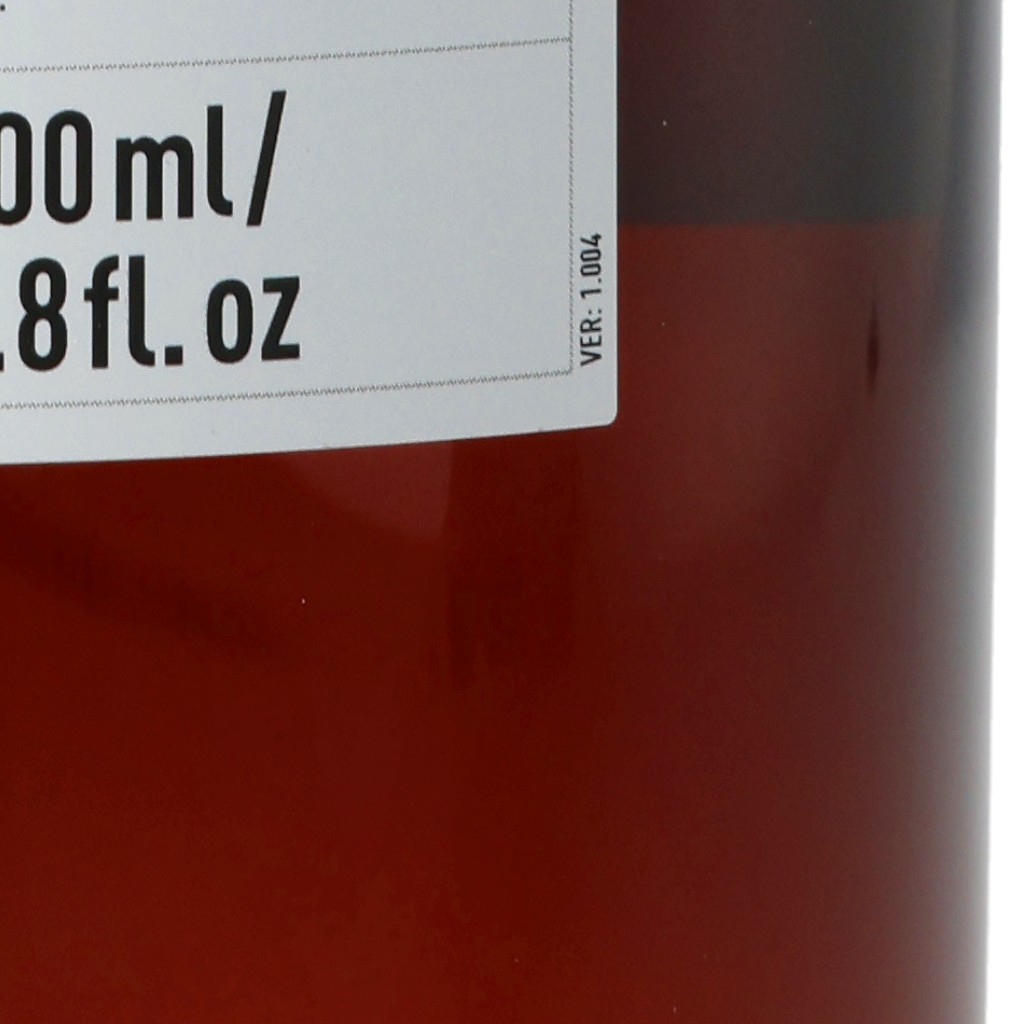 00 ml/
.8 fl. oz
VER: 1.004